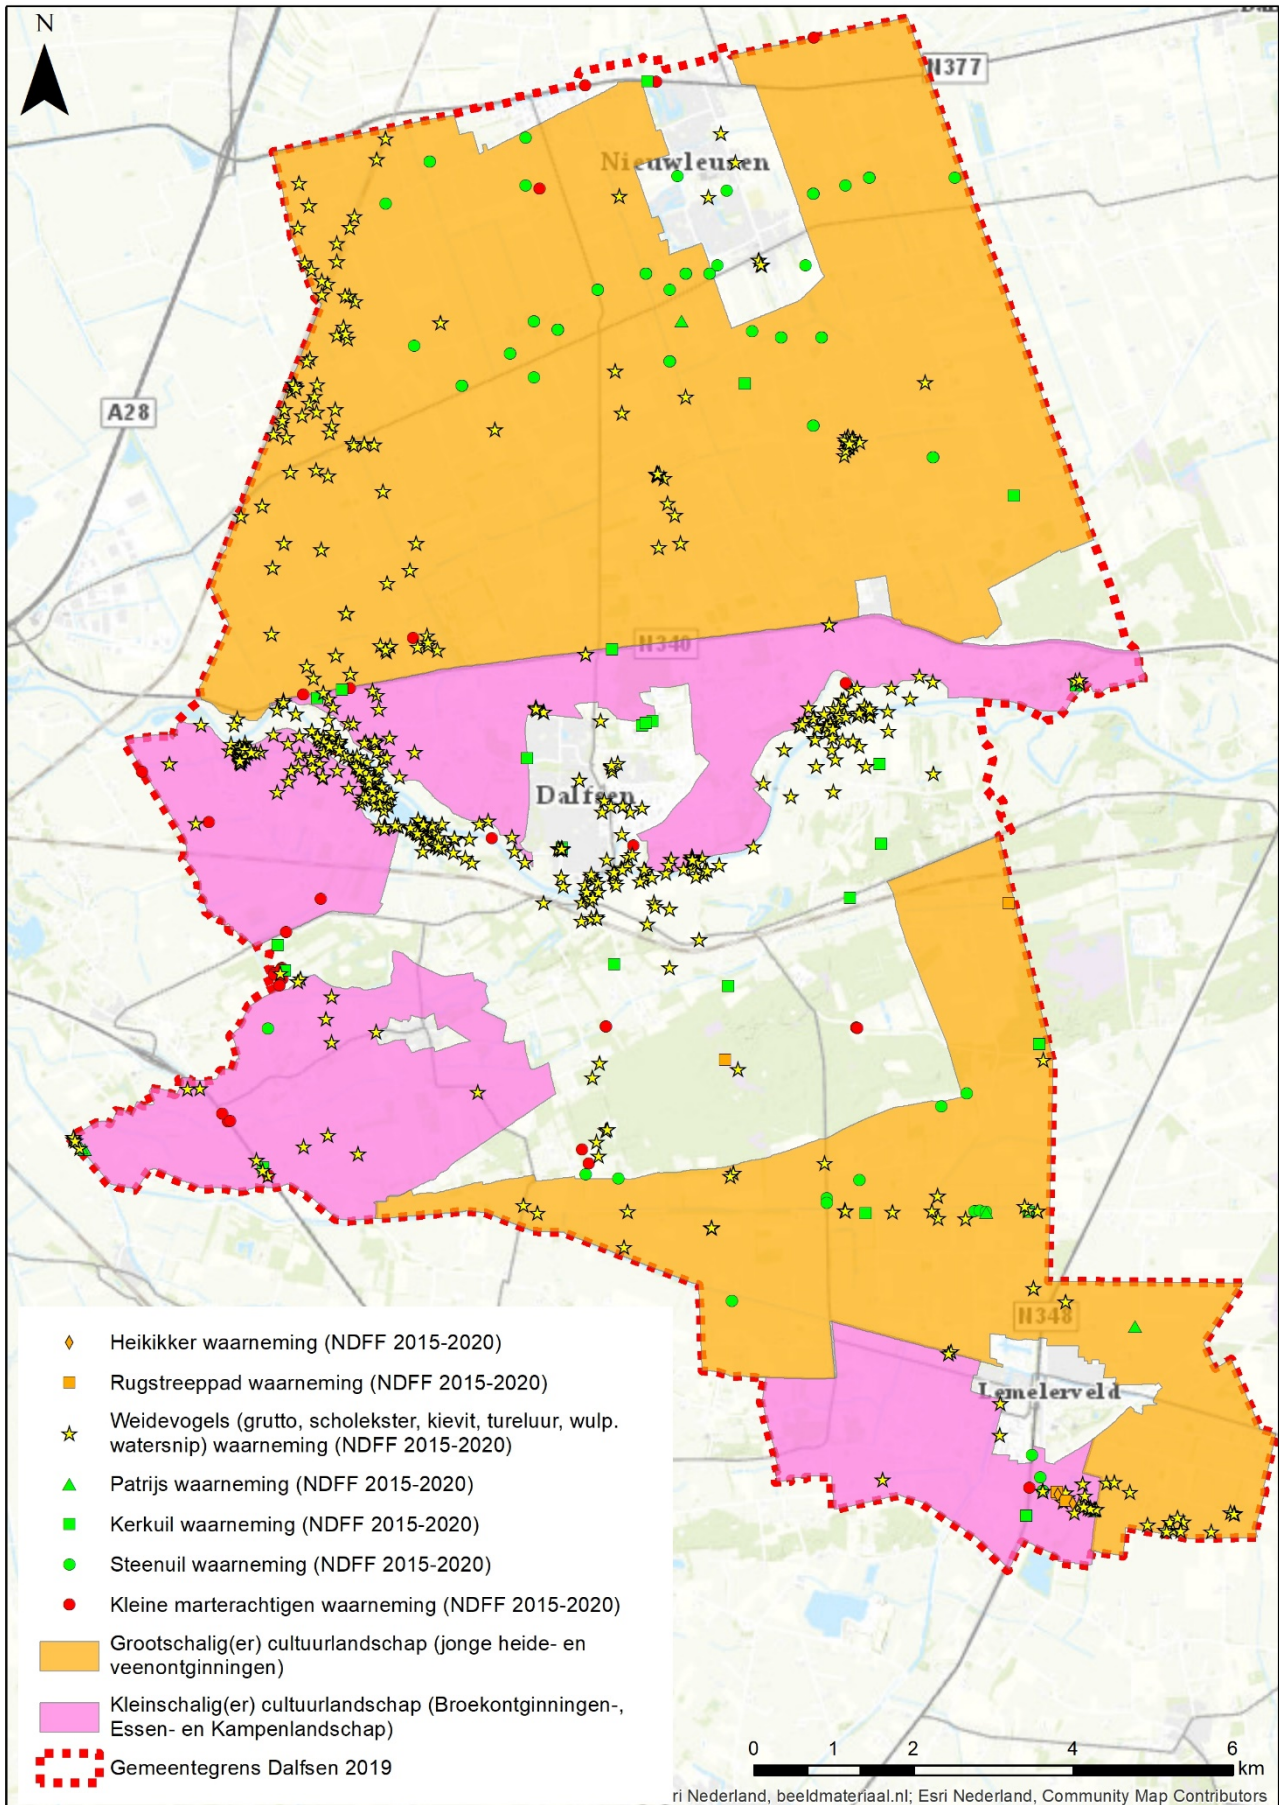 N
N377
Nieuwleusen
A28
N340
Dalfsen
N348
Lemelerveld
Heikikker waarneming (NDFF 2015-2020)
Rugstreeppad waarneming (NDFF 2015-2020)
Weidevogels (grutto, scholekster, kievit, tureluur, wulp.
watersnip) waarneming (NDFF 2015-2020)
Patrijs waarneming (NDFF 2015-2020)
Kerkuil waarneming (NDFF 2015-2020)
Steenuil waarneming (NDFF 2015-2020)
Kleine marterachtigen waarneming (NDFF 2015-2020)
Grootschalig(er) cultuurlandschap (jonge heide- en
veenontginningen)
Kleinschalig(er) cultuurlandschap (Broekontginningen-,
Essen- en Kampenlandschap)
Gemeentegrens Dalfsen 2019
0 1 2 4 6
km
ri Nederland, beeldmateriaal.nl; Esri Nederland, Community Map Contributors